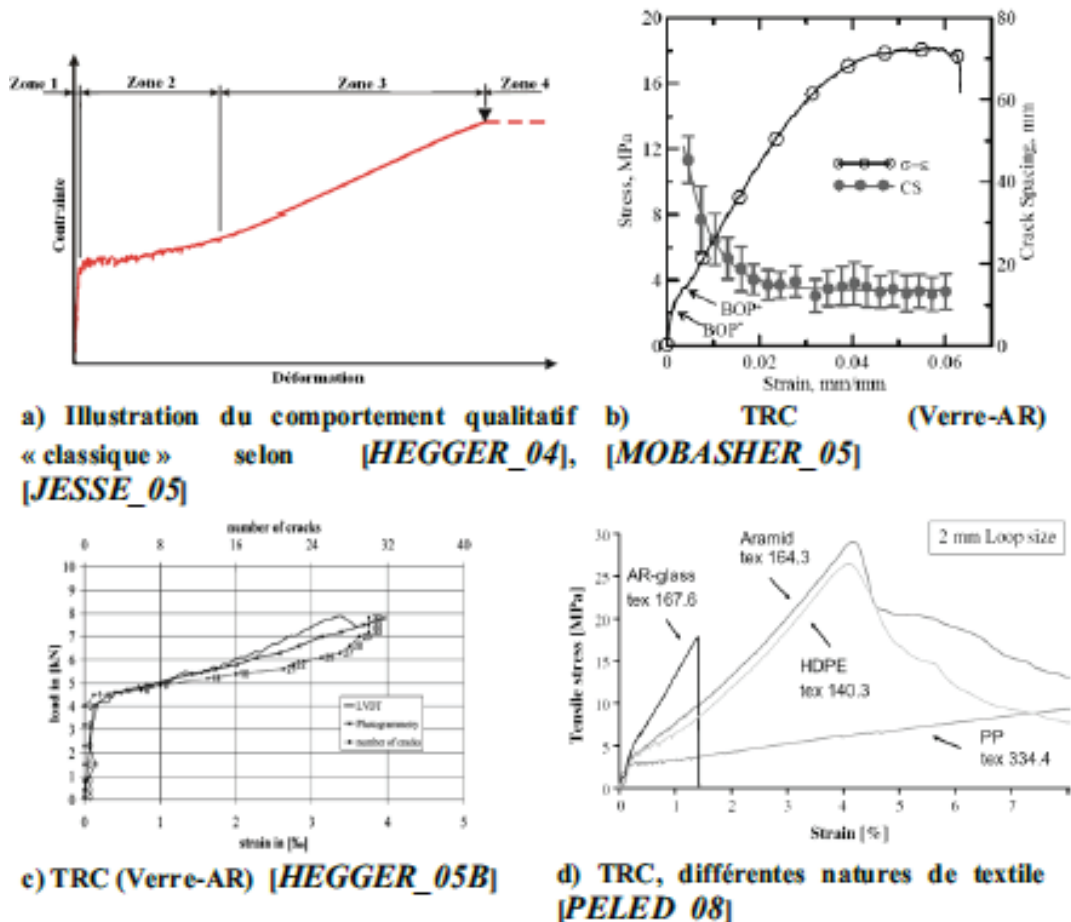 Zone 1 Zone 2 Zone 3 Zone 4
Contrainte
Déformation
a) Illustration du comportement qualitatif
« classique » selon [HEGGER_04],
[JESSE_05]
20 80
16 60
12 40
8 20
4 0
0
Stress, MPa
Crack Spacing, mm
σ-ε
CS
BOP
BOP
0 0.02 0.04 0.06
Strain, mm/mm
b) TRC (Verre-AR)
[MOBASHER_05]
number of cracks
0 8 16 24 32 40
10
9
8
7
6
5
4
3
2
1
0
load in [kN]
LVDT
Photogrammetry
number of cracks
0 1 2 3 4 5
strain in [‰]
c) TRC (Verre-AR) [HEGGER_05B]
2 mm Loop size
30
25
20
15
10
5
0
Tensile stress [MPa]
Aramid
tex 164.3
AR-glass
tex 167.6
HDPE
tex 140.3
PP
tex 334.4
0 1 2 3 4 5 6 7
Strain [%]
d) TRC, différentes natures de textile
[PELED_08]